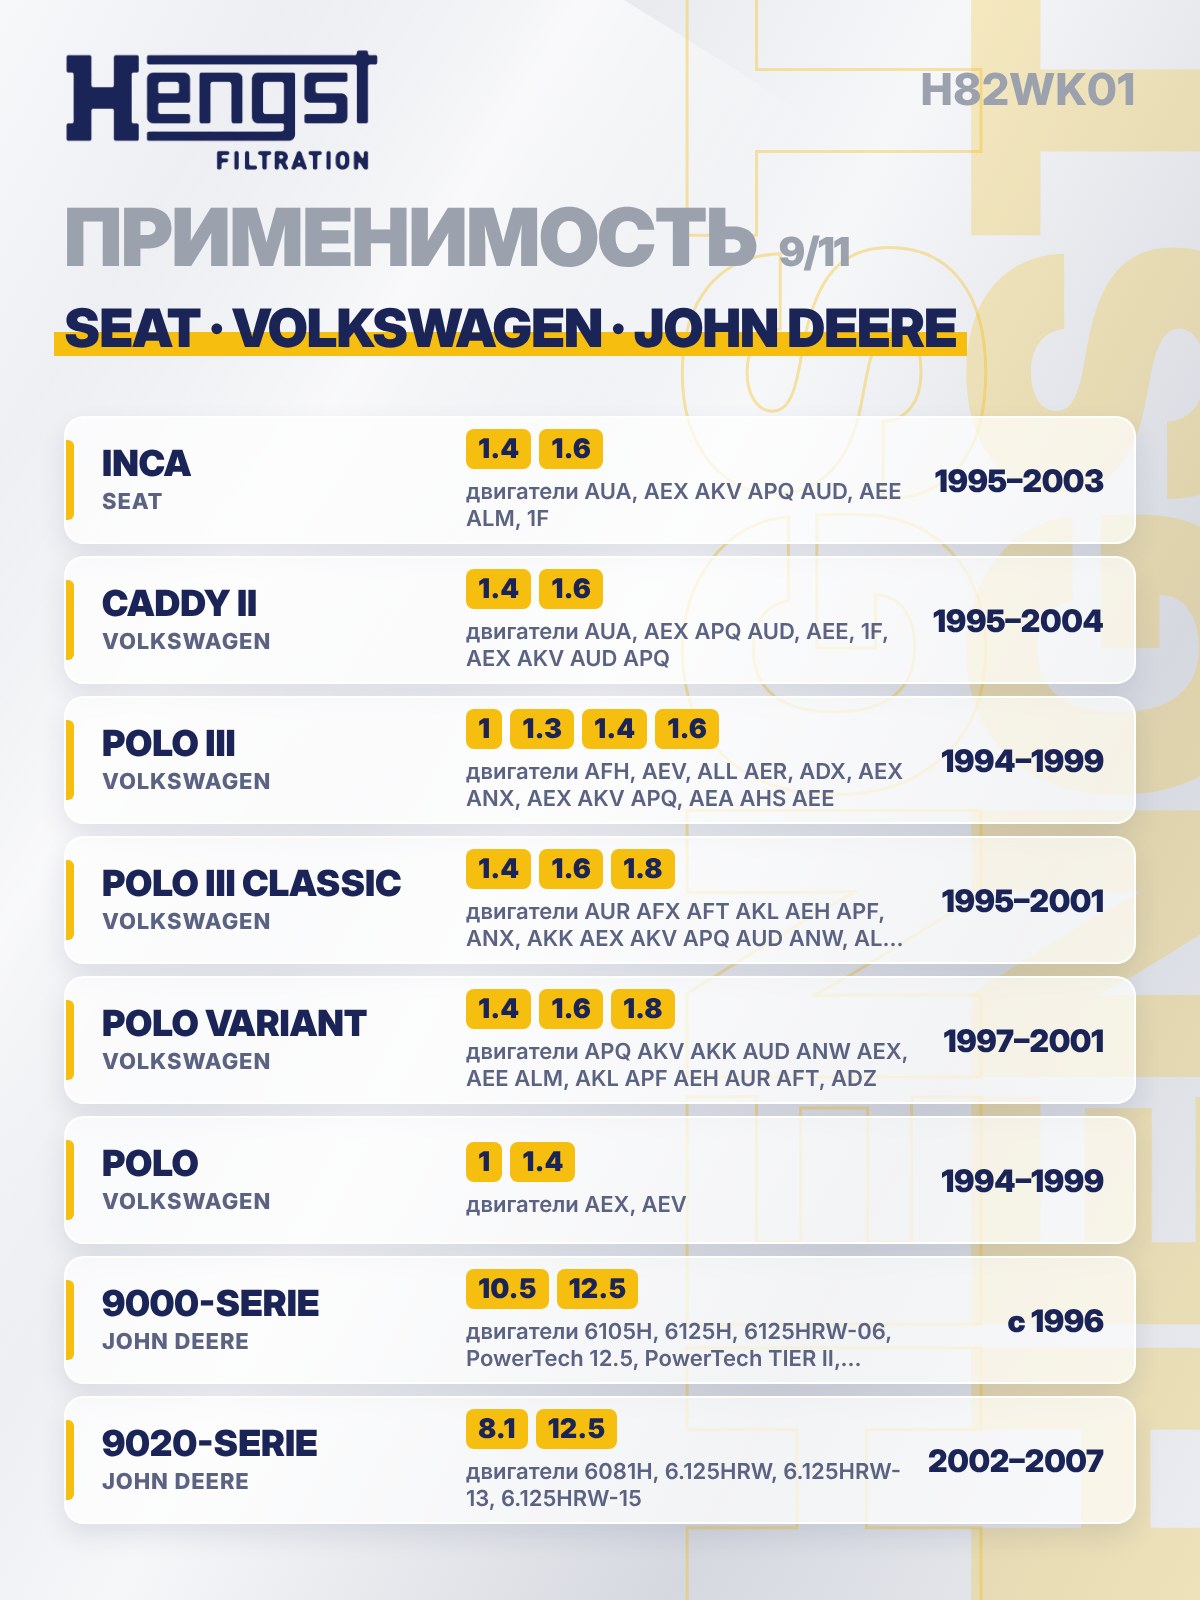 Hengst
FILTRATION
H82WK01
ПРИМЕНИМОСТЬ 9/11
SEAT · VOLKSWAGEN · JOHN DEERE
INCA
SEAT
1.4 1.6
двигатели AUA, AEX AKV APQ AUD, AEE
ALM, 1F
1995–2003
CADDY II
VOLKSWAGEN
1.4 1.6
двигатели AUA, AEX APQ AUD, AEE, 1F,
AEX AKV AUD APQ
1995–2004
POLO III
VOLKSWAGEN
1 1.3 1.4 1.6
двигатели AFH, AEV, ALL AER, ADX, AEX
ANX, AEX AKV APQ, AEA AHS AEE
1994–1999
POLO III CLASSIC
VOLKSWAGEN
1.4 1.6 1.8
двигатели AUR AFX AFT AKL AEH APF,
ANX, AKK AEX AKV APQ AUD ANW, AL...
1995–2001
POLO VARIANT
VOLKSWAGEN
1.4 1.6 1.8
двигатели APQ AKV AKK AUD ANW AEX,
AEE ALM, AKL APF AEH AUR AFT, ADZ
1997–2001
POLO
VOLKSWAGEN
1 1.4
двигатели AEX, AEV
1994–1999
9000-SERIE
JOHN DEERE
10.5 12.5
двигатели 6105H, 6125H, 6125HRW-06,
PowerTech 12.5, PowerTech TIER II,...
с 1996
9020-SERIE
JOHN DEERE
8.1 12.5
двигатели 6081H, 6.125HRW, 6.125HRW-
13, 6.125HRW-15
2002–2007
HENGST